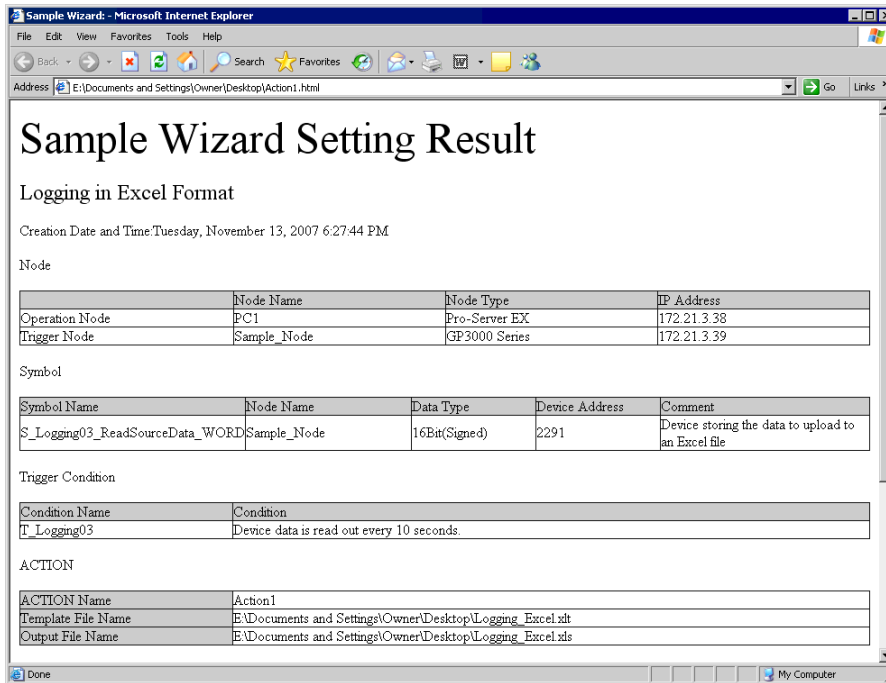 Sample Wizard: - Microsoft Internet Explorer
File Edit View Favorites Tools Help
Back Search Favorites
Address E:\Documents and Settings\Owner\Desktop\Action1.html Go Links
Sample Wizard Setting Result
Logging in Excel Format
Creation Date and Time:Tuesday, November 13, 2007 6:27:44 PM
Node
Node Name Node Type IP Address
Operation Node PC1 Pro-Server EX 172.21.3.38
Trigger Node Sample_Node GP3000 Series 172.21.3.39
Symbol
Symbol Name Node Name Data Type Device Address Comment
S_Logging03_ReadSourceData_WORD Sample_Node 16Bit(Signed) 2291 Device storing the data to upload to
an Excel file
Trigger Condition
Condition Name Condition
T_Logging03 Device data is read out every 10 seconds.
ACTION
ACTION Name Action1
Template File Name E:\Documents and Settings\Owner\Desktop\Logging_Excel.xlt
Output File Name E:\Documents and Settings\Owner\Desktop\Logging_Excel.xls
Done My Computer